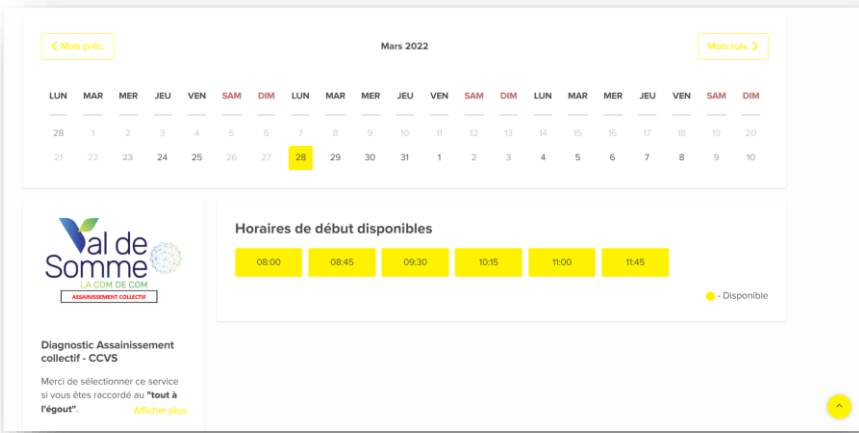 Mois préc.
Mars 2022
Mois suiv.
LUN MAR MER JEU VEN SAM DIM LUN MAR MER JEU VEN SAM DIM LUN MAR MER JEU VEN SAM DIM
28 1 2 3 4 5 6 7 8 9 10 11 12 13 14 15 16 17 18 19 20
21 22 23 24 25 26 27 28 29 30 31 1 2 3 4 5 6 7 8 9 10
Val de
Somme
LA COM DE COM
ASSAINISSEMENT COLLECTIF
Diagnostic Assainissement
collectif - CCVS
Merci de sélectionner ce service
si vous êtes raccordé au "tout à
l'égout".
Afficher plus
Horaires de début disponibles
08:00 08:45 09:30 10:15 11:00 11:45
- Disponible